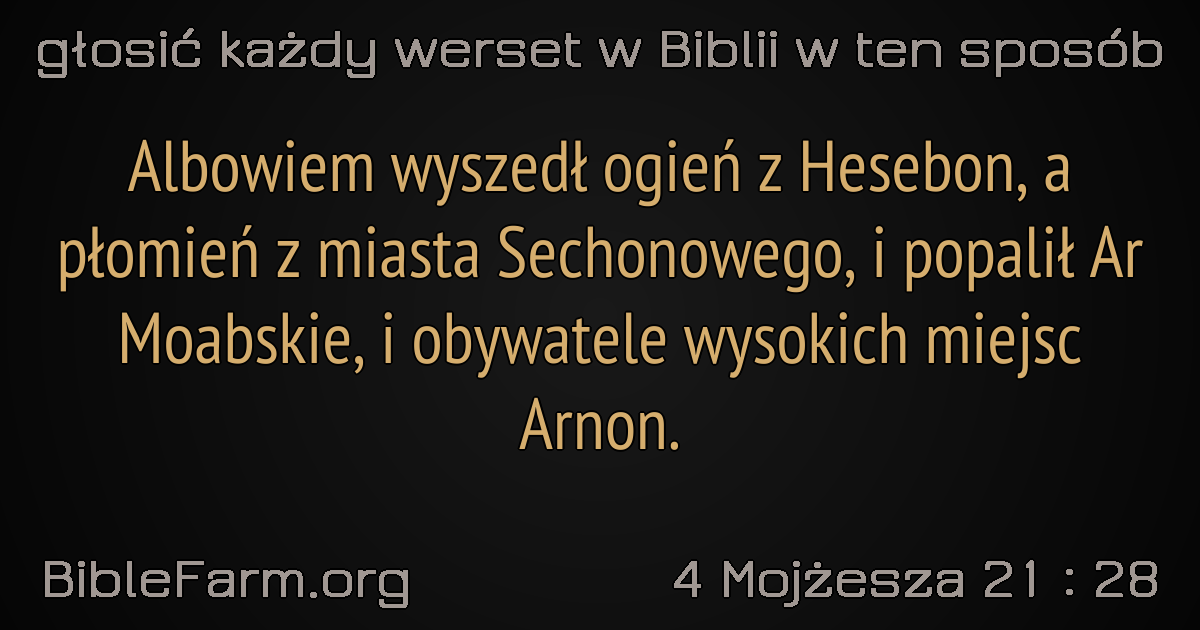 głosić każdy werset w Biblii w ten sposób
Albowiem wyszedł ogień z Hesebon, a
płomień z miasta Sechonowego, i popalił Ar
Moabskie, i obywatele wysokich miejsc
Arnon.
BibleFarm.org
4 Mojżesza 21 : 28